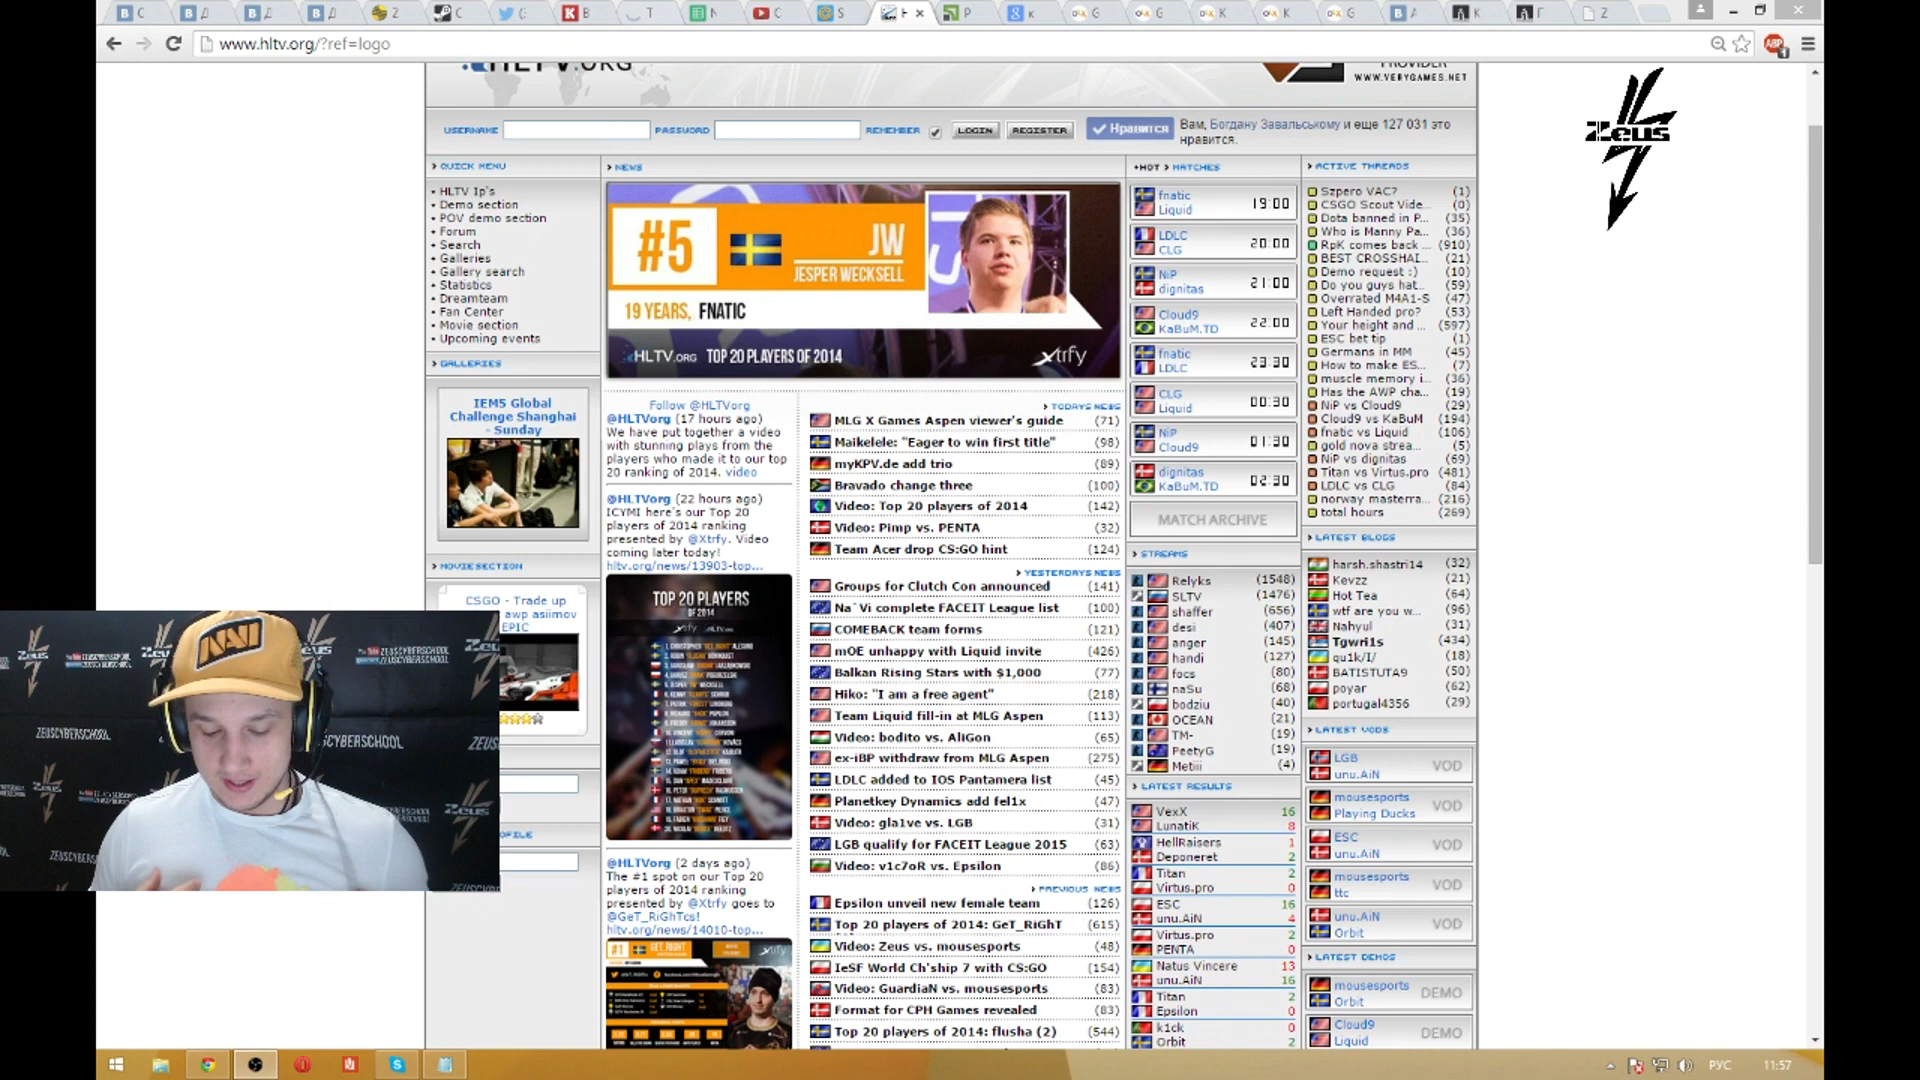 www.hltv.org/?ref=logo
HLTV.ORG
PROVIDER
WWW.VERYGAMES.NET
USERNAME
PASSWORD
REMEMBER
LOGIN
REGISTER
Нравится
Вам, Богдану Завальському и еще 127 031 это
нравится.
Zeus
QUICK MENU
HLTV Ip's
Demo section
POV demo section
Forum
Search
Galleries
Gallery search
Statistics
Dreamteam
Fan Center
Movie section
Upcoming events
GALLERIES
IEM5 Global
Challenge Shanghai
- Sunday
MOVIE SECTION
CSGO - Trade up
awp asiimov
EPIC
NEWS
#5
JW
JESPER WECKSELL
19 YEARS, FNATIC
HLTV.ORG TOP 20 PLAYERS OF 2014
xtrfy
Follow @HLTVorg
@HLTVorg (17 hours ago)
We have put together a video
with stunning plays from the
players who made it to our top
20 ranking of 2014. video
@HLTVorg (22 hours ago)
ICYMI here's our Top 20
players of 2014 ranking
presented by @Xtrfy. Video
coming later today!
hltv.org/news/13903-top...
TOP 20 PLAYERS
OF 2014
@HLTVorg (2 days ago)
The #1 spot on our Top 20
players of 2014 ranking
presented by @Xtrfy goes to
@GeT_RiGhTcs!
hltv.org/news/14010-top...
#1
GET_RIGHT
xtrfy
TODAYS NEWS
MLG X Games Aspen viewer's guide (71)
Maikelele: "Eager to win first title" (98)
myKPV.de add trio (89)
Bravado change three (100)
Video: Top 20 players of 2014 (142)
Video: Pimp vs. PENTA (32)
Team Acer drop CS:GO hint (124)
YESTERDAYS NEWS
Groups for Clutch Con announced (141)
Na`Vi complete FACEIT League list (100)
COMEBACK team forms (121)
mOE unhappy with Liquid invite (426)
Balkan Rising Stars with $1,000 (77)
Hiko: "I am a free agent" (218)
Team Liquid fill-in at MLG Aspen (113)
Video: bodito vs. AliGon (65)
ex-iBP withdraw from MLG Aspen (275)
LDLC added to IOS Pantamera list (45)
Planetkey Dynamics add fel1x (47)
Video: gla1ve vs. LGB (31)
LGB qualify for FACEIT League 2015 (63)
Video: v1c7oR vs. Epsilon (86)
PREVIOUS NEWS
Epsilon unveil new female team (126)
Top 20 players of 2014: GeT_RiGhT (615)
Video: Zeus vs. mousesports (48)
IeSF World Ch'ship 7 with CS:GO (154)
Video: GuardiaN vs. mousesports (83)
Format for CPH Games revealed (83)
Top 20 players of 2014: flusha (2) (544)
HOT MATCHES
fnatic
Liquid 19:00
LDLC
CLG 20:00
NiP
dignitas 21:00
Cloud9
KaBuM.TD 22:00
fnatic
LDLC 23:30
CLG
Liquid 00:30
NiP
Cloud9 01:30
dignitas
KaBuM.TD 02:30
MATCH ARCHIVE
STREAMS
Relyks (1548)
SLTV (1476)
shaffer (656)
desi (407)
anger (145)
handi (127)
focs (80)
naSu (68)
bodziu (40)
OCEAN (21)
TM- (19)
PeetyG (19)
Metiii (4)
LATEST RESULTS
VexX 16
LunatiK 8
HellRaisers 1
Deponeret 2
Titan 2
Virtus.pro 0
ESC 16
unu.AiN 4
Virtus.pro 2
PENTA 0
Natus Vincere 13
unu.AiN 16
Titan 2
Epsilon 0
k1ck 0
Orbit 2
ACTIVE THREADS
Szpero VAC? (1)
CSGO Scout Vide... (0)
Dota banned in P... (35)
Who is Manny Pa... (36)
RpK comes back ... (910)
BEST CROSSHAI... (21)
Demo request :) (10)
Do you guys hat... (59)
Overrated M4A1-S (47)
Left Handed pro? (53)
Your height and ... (597)
ESC bet tip (1)
Germans in MM (45)
How to make ES... (7)
muscle memory i... (36)
Has the AWP cha... (19)
NiP vs Cloud9 (29)
Cloud9 vs KaBuM (194)
fnatic vs Liquid (106)
gold nova strea... (5)
NiP vs dignitas (69)
Titan vs Virtus.pro (481)
LDLC vs CLG (84)
norway masterra... (216)
total hours (269)
LATEST BLOGS
harsh.shastri14 (32)
Kevzz (21)
Hot Tea (64)
wtf are you w... (96)
Nahyul (31)
Tgwri1s (434)
qu1k/I/ (18)
BATISTUTA9 (50)
poyar (62)
portugal4356 (29)
LATEST VODS
LGB
unu.AiN VOD
mousesports
Playing Ducks VOD
ESC
unu.AiN VOD
mousesports
ttc VOD
unu.AiN
Orbit VOD
LATEST DEMOS
mousesports
Orbit DEMO
Cloud9
Liquid DEMO
NAVI
Zeus
ZEUSCYBERSCHOOL
РУС
11:57